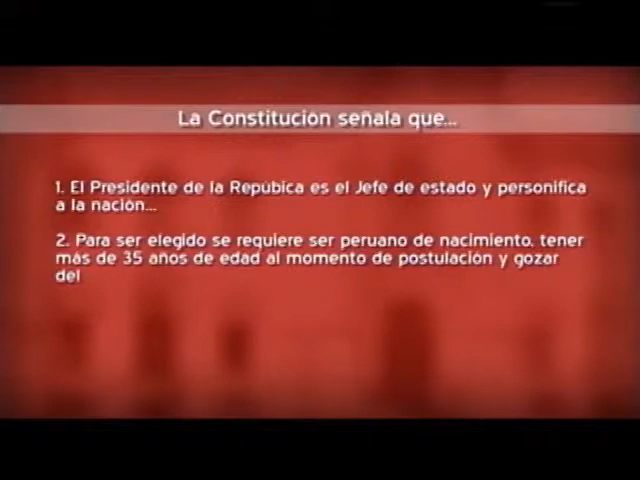 La Constitución señala que...
1. El Presidente de la Repúbica es el Jefe de estado y personifica
a la nación...
2. Para ser elegido se requiere ser peruano de nacimiento, tener
más de 35 años de edad al momento de postulación y gozar
del